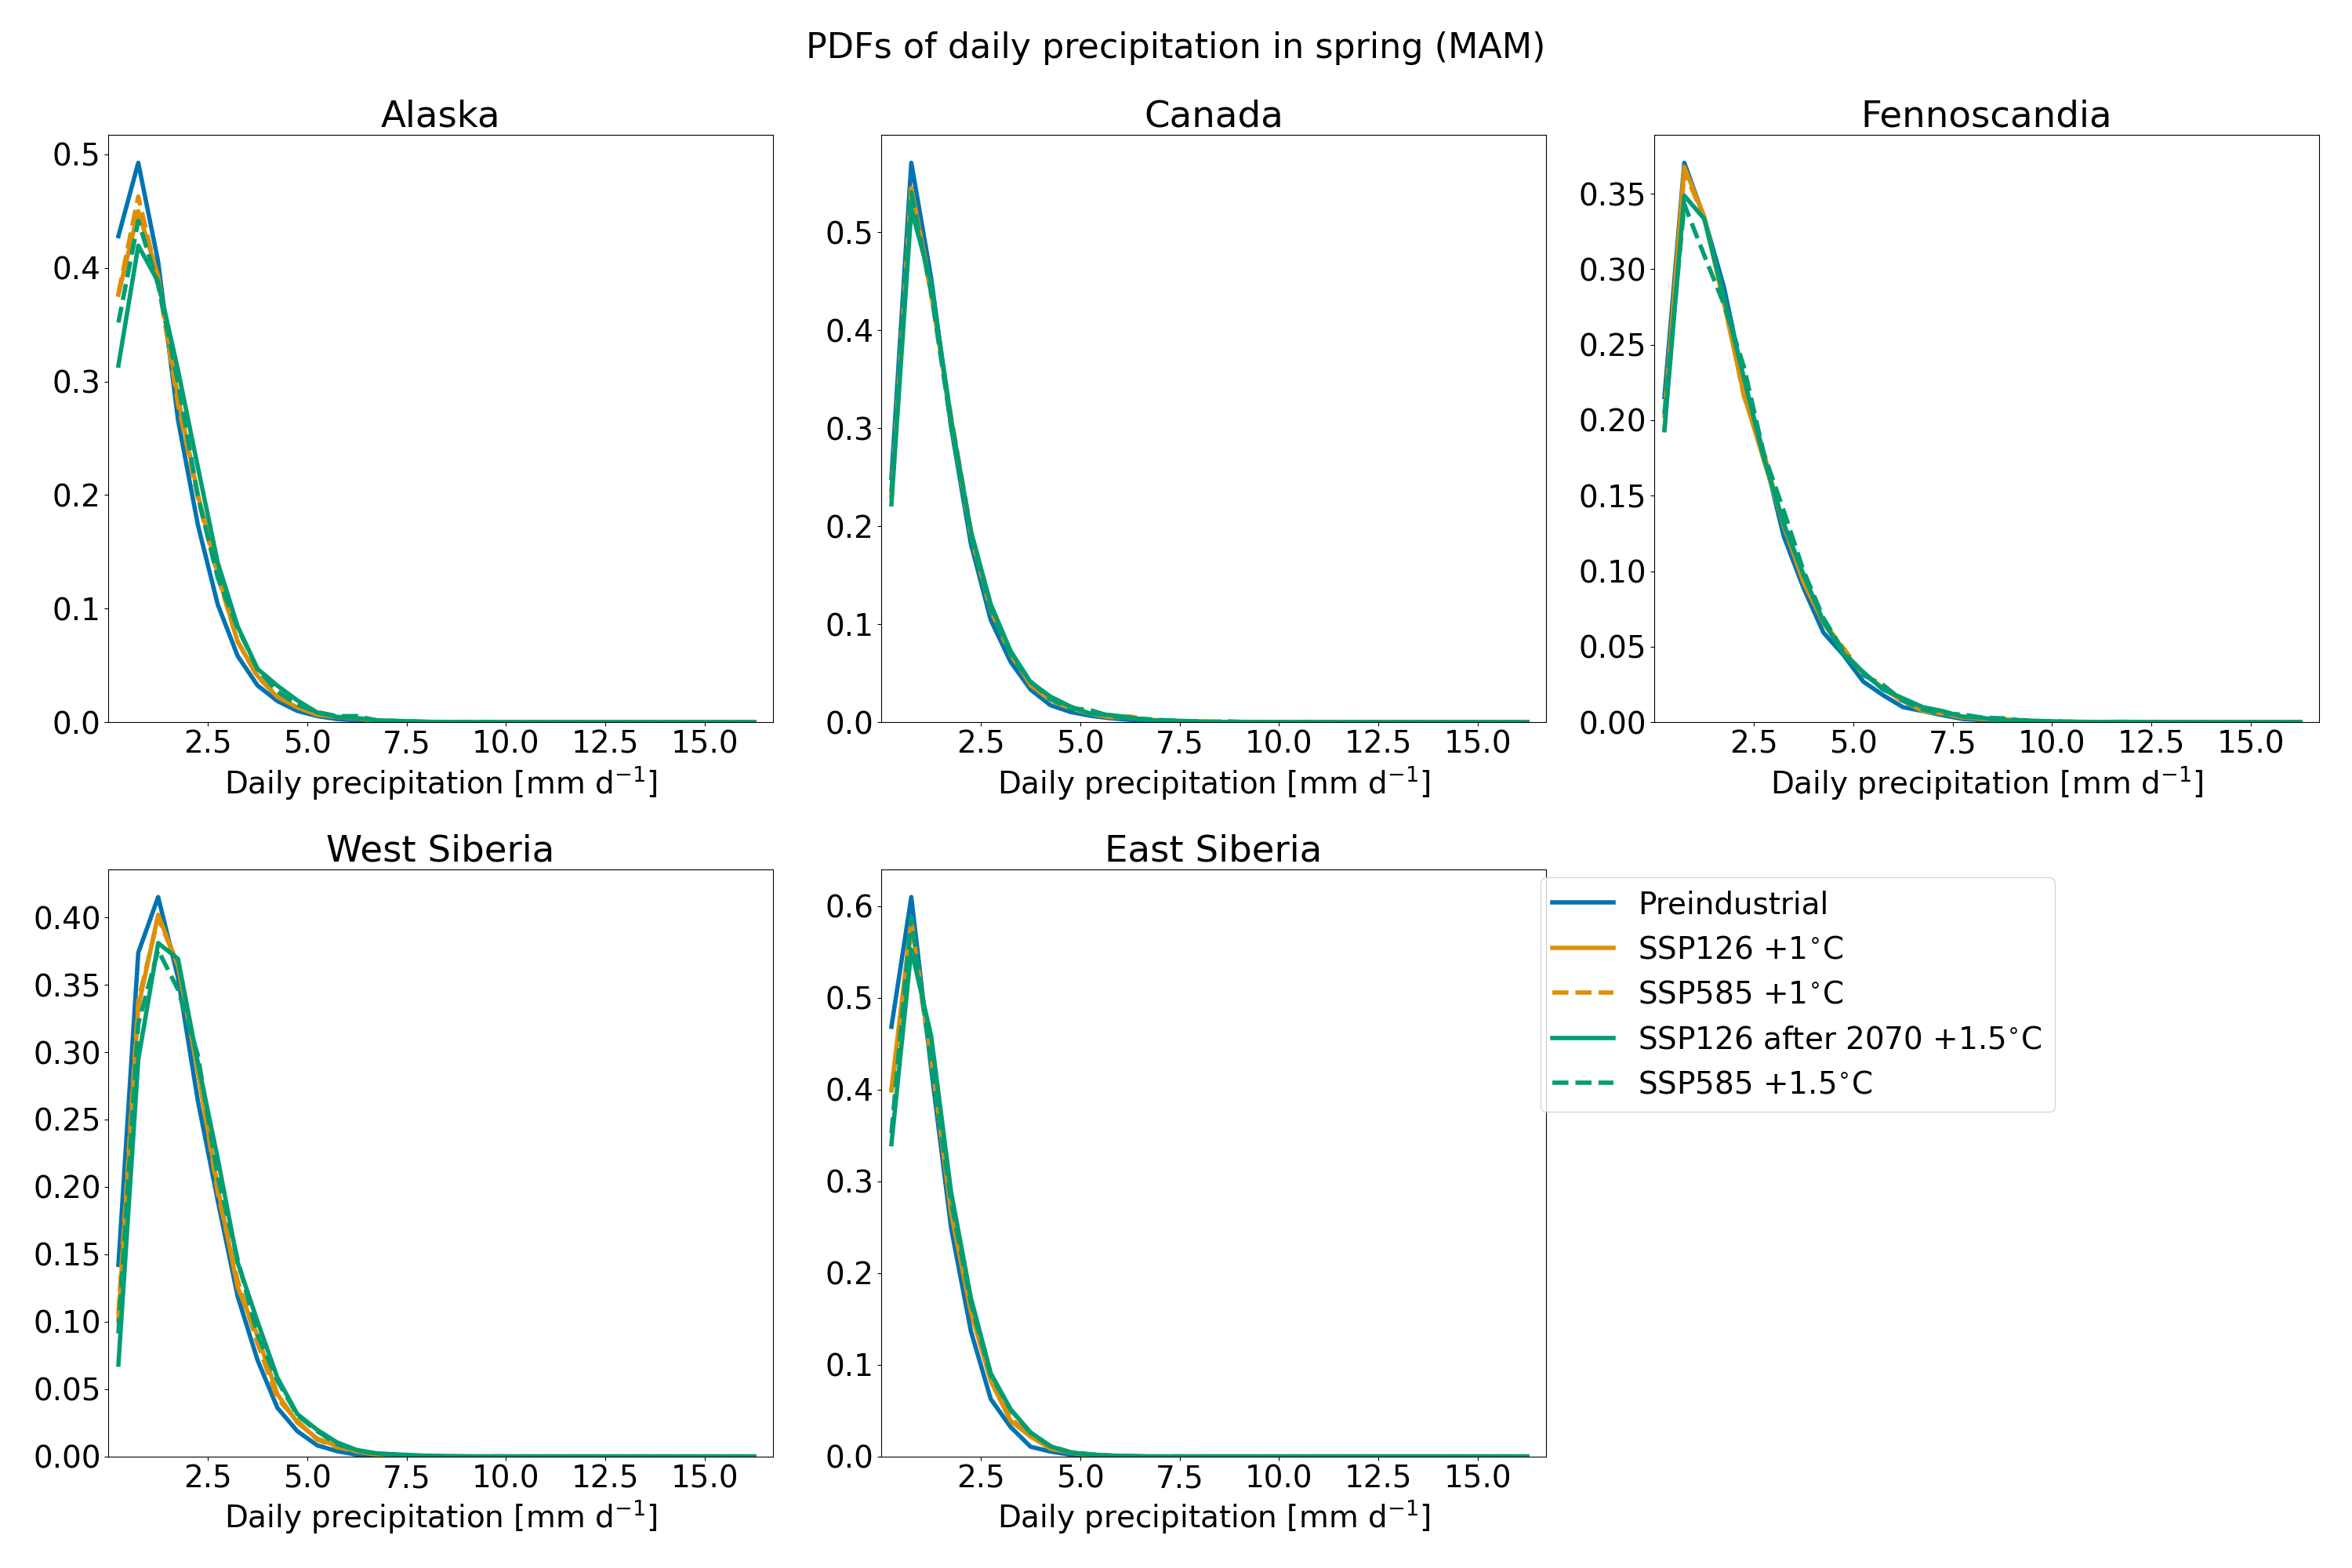 PDFs of daily precipitation in spring (MAM)
Alaska
0.5
0.4
0.3
0.2
0.1
0.0
2.5 5.0 7.5 10.0 12.5 15.0
Daily precipitation [mm d⁻¹]
Canada
0.5
0.4
0.3
0.2
0.1
0.0
2.5 5.0 7.5 10.0 12.5 15.0
Daily precipitation [mm d⁻¹]
Fennoscandia
0.35
0.30
0.25
0.20
0.15
0.10
0.05
0.00
2.5 5.0 7.5 10.0 12.5 15.0
Daily precipitation [mm d⁻¹]
West Siberia
0.40
0.35
0.30
0.25
0.20
0.15
0.10
0.05
0.00
2.5 5.0 7.5 10.0 12.5 15.0
Daily precipitation [mm d⁻¹]
East Siberia
0.6
0.5
0.4
0.3
0.2
0.1
0.0
2.5 5.0 7.5 10.0 12.5 15.0
Daily precipitation [mm d⁻¹]
Preindustrial
SSP126 +1°C
SSP585 +1°C
SSP126 after 2070 +1.5°C
SSP585 +1.5°C